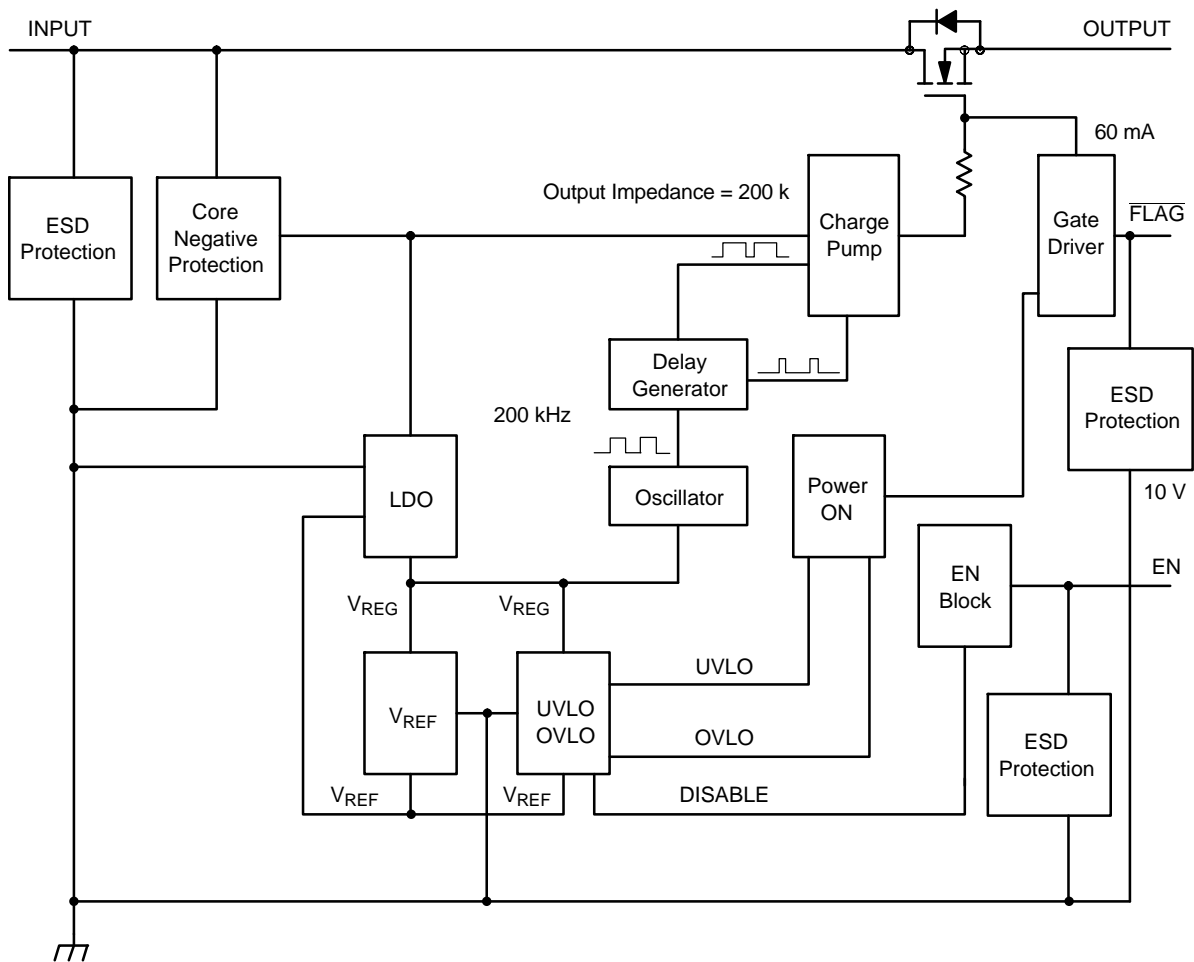 INPUT
OUTPUT
60 mA
ESD
Protection
Core
Negative
Protection
Output Impedance = 200 k
Charge
Pump
Gate
Driver
FLAG
Delay
Generator
ESD
Protection
200 kHz
LDO
Oscillator
Power
ON
10 V
EN
Block
EN
VREG
VREG
VREF
UVLO
OVLO
UVLO
OVLO
ESD
Protection
VREF
VREF
DISABLE